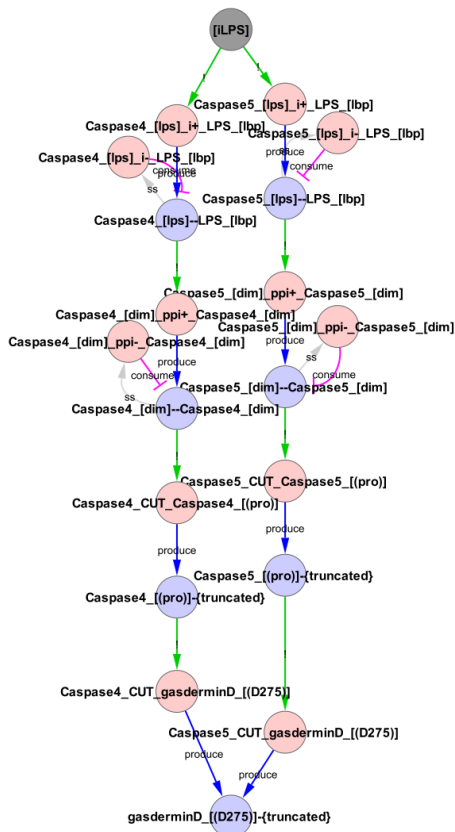 [iLPS]
!
!
Caspase5_[lps]_i+_LPS_[lbp]
Caspase4_[lps]_i+_LPS_[lbp]
Caspase5_[lps]_i-_LPS_[lbp]
Caspase4_[lps]_i-_LPS_[lbp]
ss
produce
consume
consume
produce
ss
Caspase5_[lps]--LPS_[lbp]
Caspase4_[lps]--LPS_[lbp]
!
!
Caspase5_[dim]_ppi+_Caspase5_[dim]
Caspase4_[dim]_ppi+_Caspase4_[dim]
Caspase5_[dim]_ppi-_Caspase5_[dim]
Caspase4_[dim]_ppi-_Caspase4_[dim]
produce
ss
produce
consume
consume
ss
Caspase5_[dim]--Caspase5_[dim]
Caspase4_[dim]--Caspase4_[dim]
!
!
Caspase5_CUT_Caspase5_[(pro)]
Caspase4_CUT_Caspase4_[(pro)]
produce
produce
Caspase5_[(pro)]-{truncated}
Caspase4_[(pro)]-{truncated}
!
!
Caspase4_CUT_gasderminD_[(D275)]
Caspase5_CUT_gasderminD_[(D275)]
produce
produce
gasderminD_[(D275)]-{truncated}